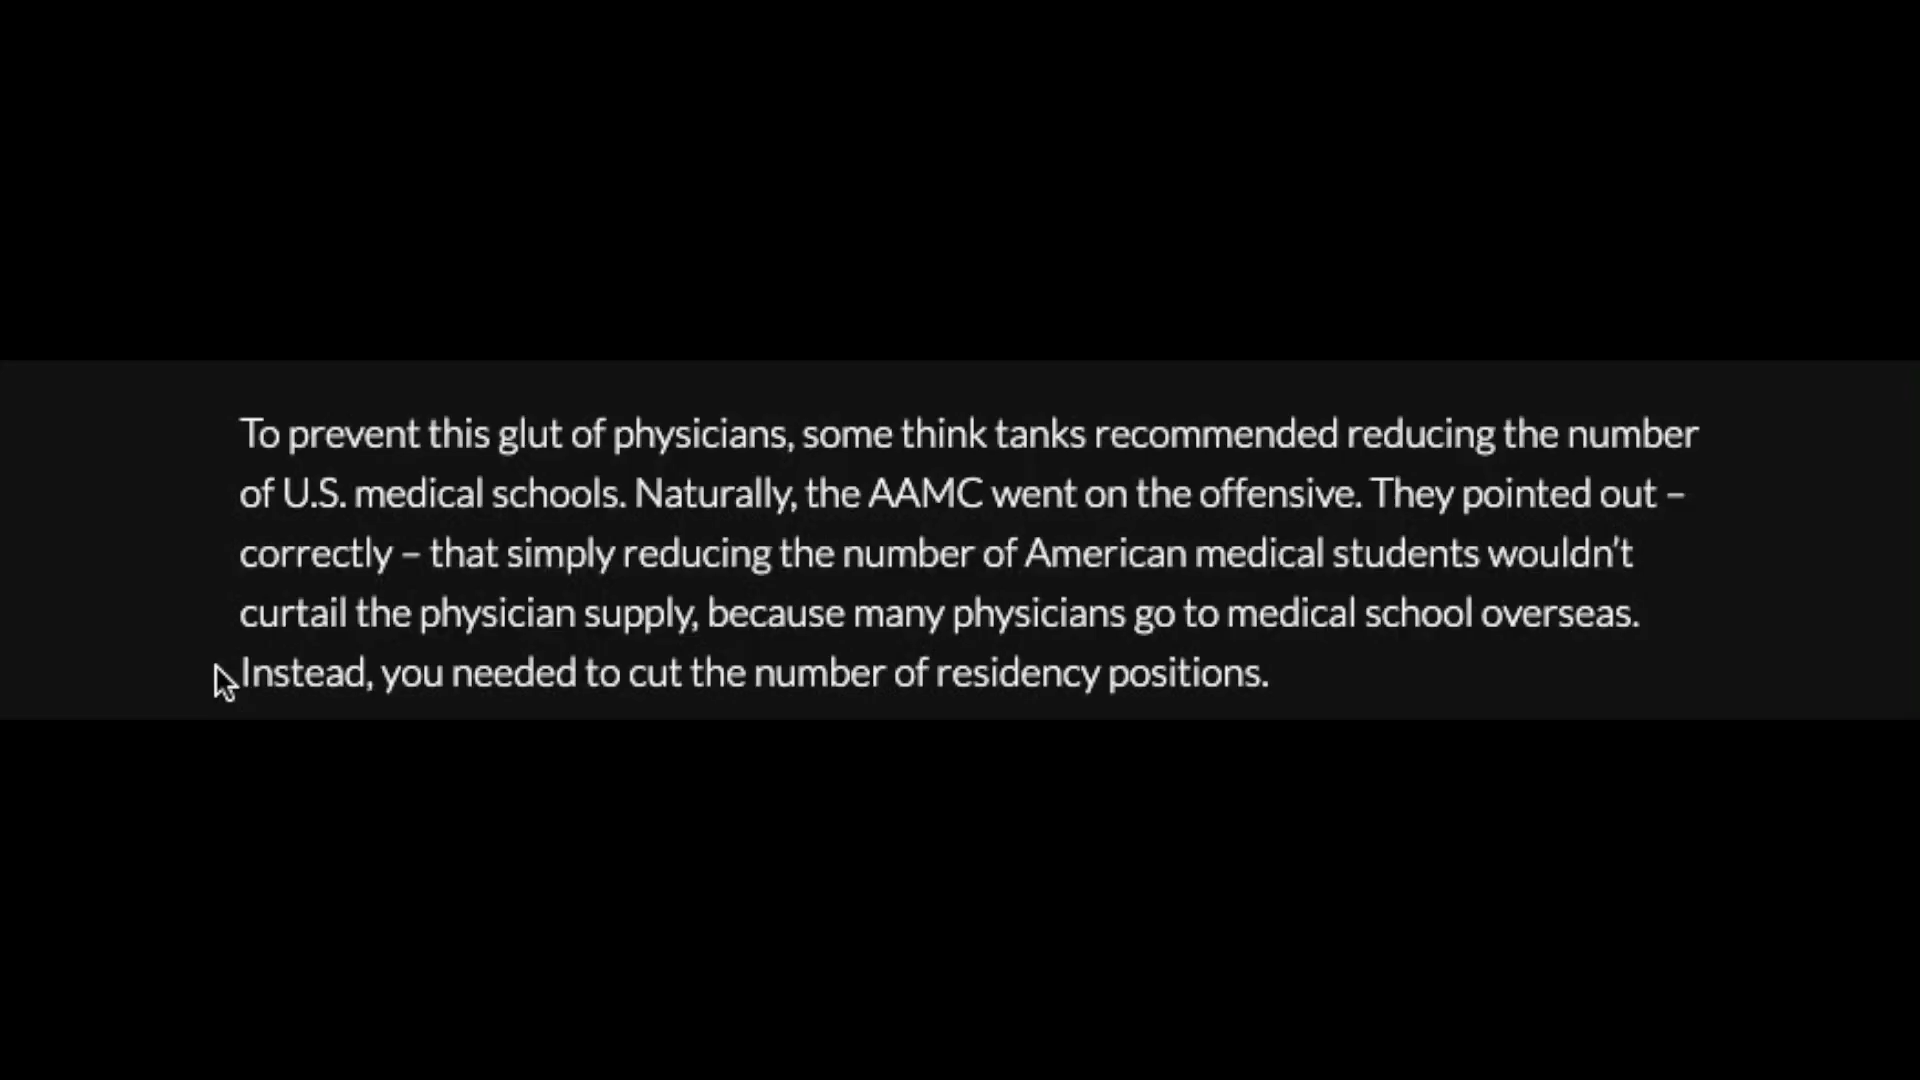 To prevent this glut of physicians, some think tanks recommended reducing the number
of U.S. medical schools. Naturally, the AAMC went on the offensive. They pointed out –
correctly – that simply reducing the number of American medical students wouldn’t
curtail the physician supply, because many physicians go to medical school overseas.
Instead, you needed to cut the number of residency positions.